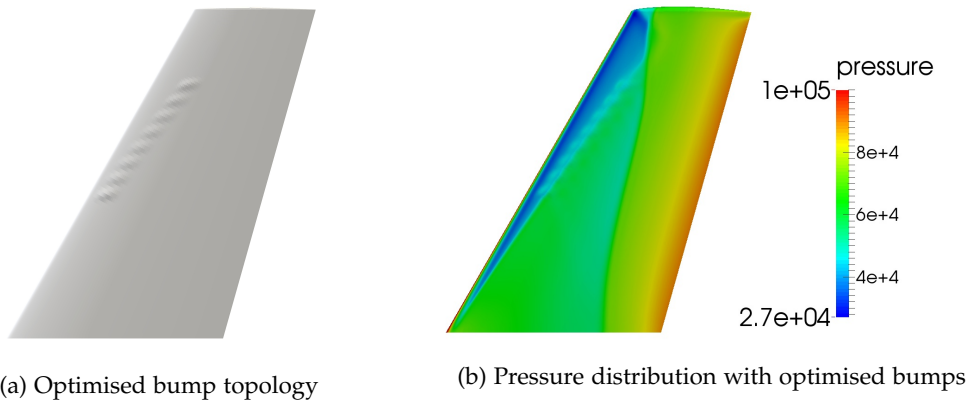 pressure
1e+05
8e+4
6e+4
4e+4
2.7e+04
(a) Optimised bump topology
(b) Pressure distribution with optimised bumps